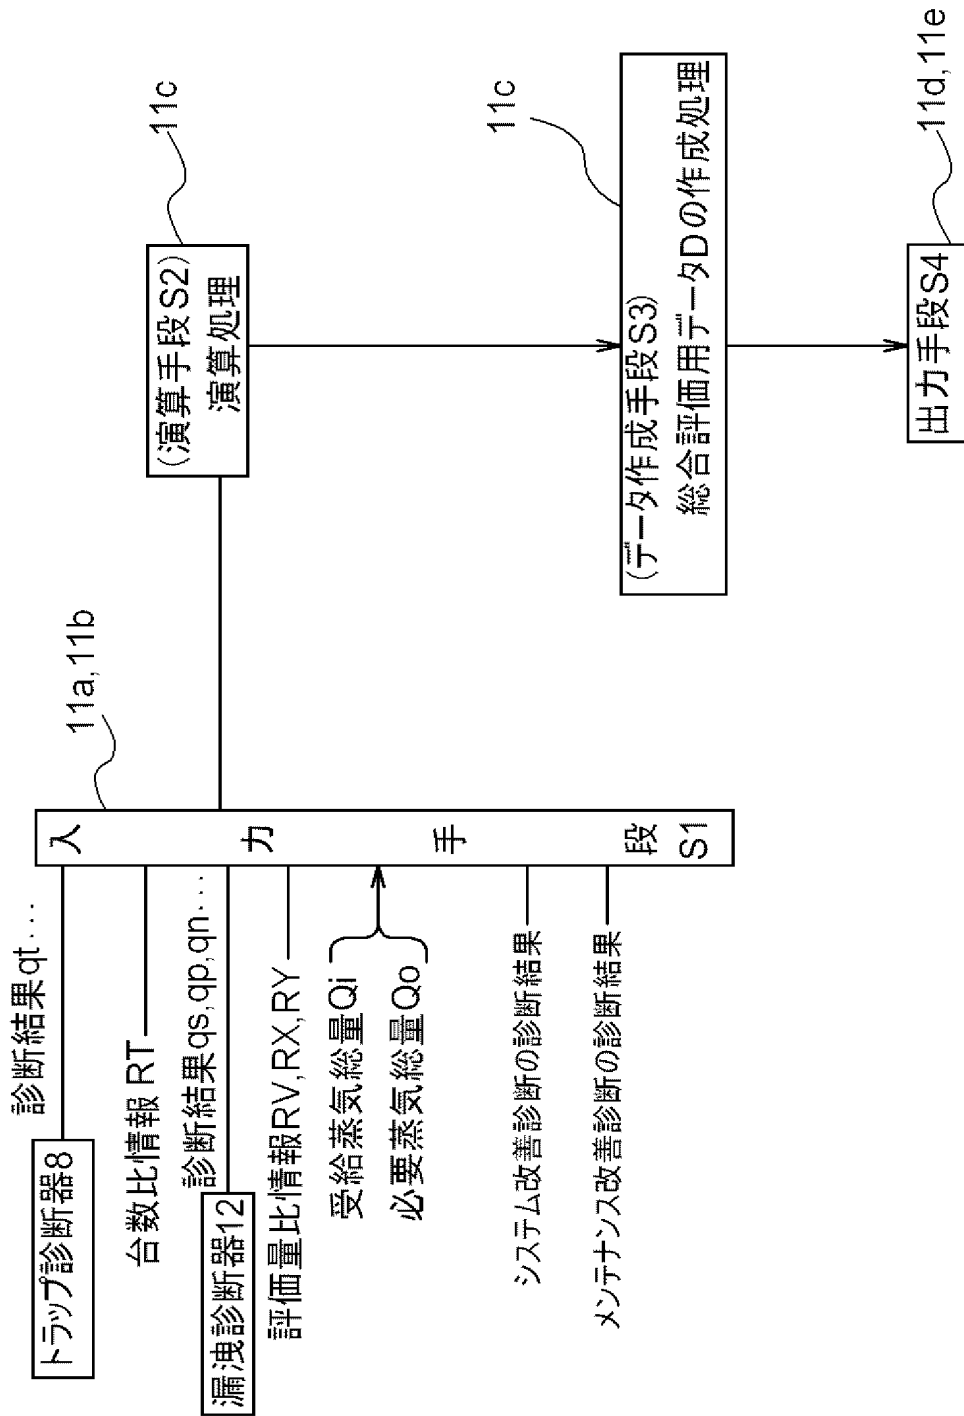 診断結果qt…
トラップ診断器8
台数比情報 RT
診断結果qs,qp,qn…
漏洩診断器12
評価量比情報RV,RX,RY
受給蒸気総量Qi
必要蒸気総量Qo
システム改善診断の診断結果
メンテナンス改善診断の診断結果
11a,11b
入力手段S1
11c
(演算手段S2)
演算処理
11c
(データ作成手段S3)
総合評価用データDの作成処理
11d,11e
出力手段S4